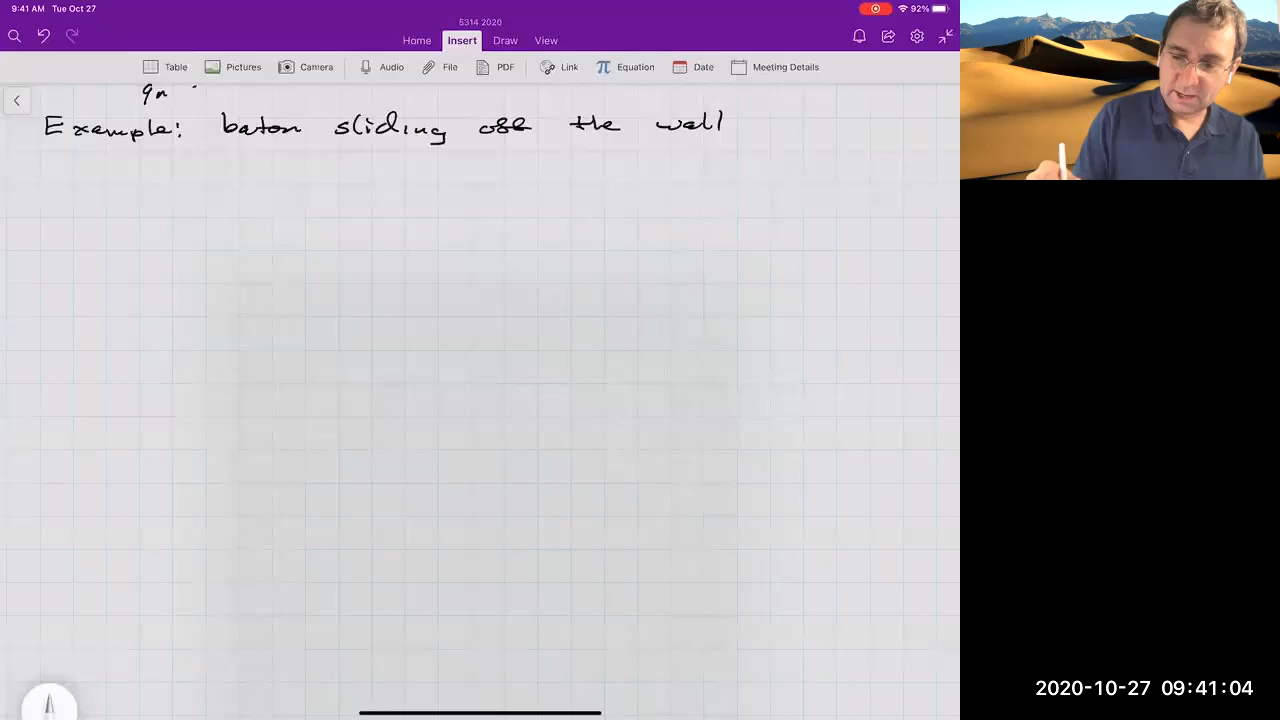 9:41 AM Tue Oct 27
92%
5314 2020
Home Insert Draw View
Table Pictures Camera Audio File PDF Link Equation Date Meeting Details
Example: baton sliding off the wall
2020-10-27 09:41:04